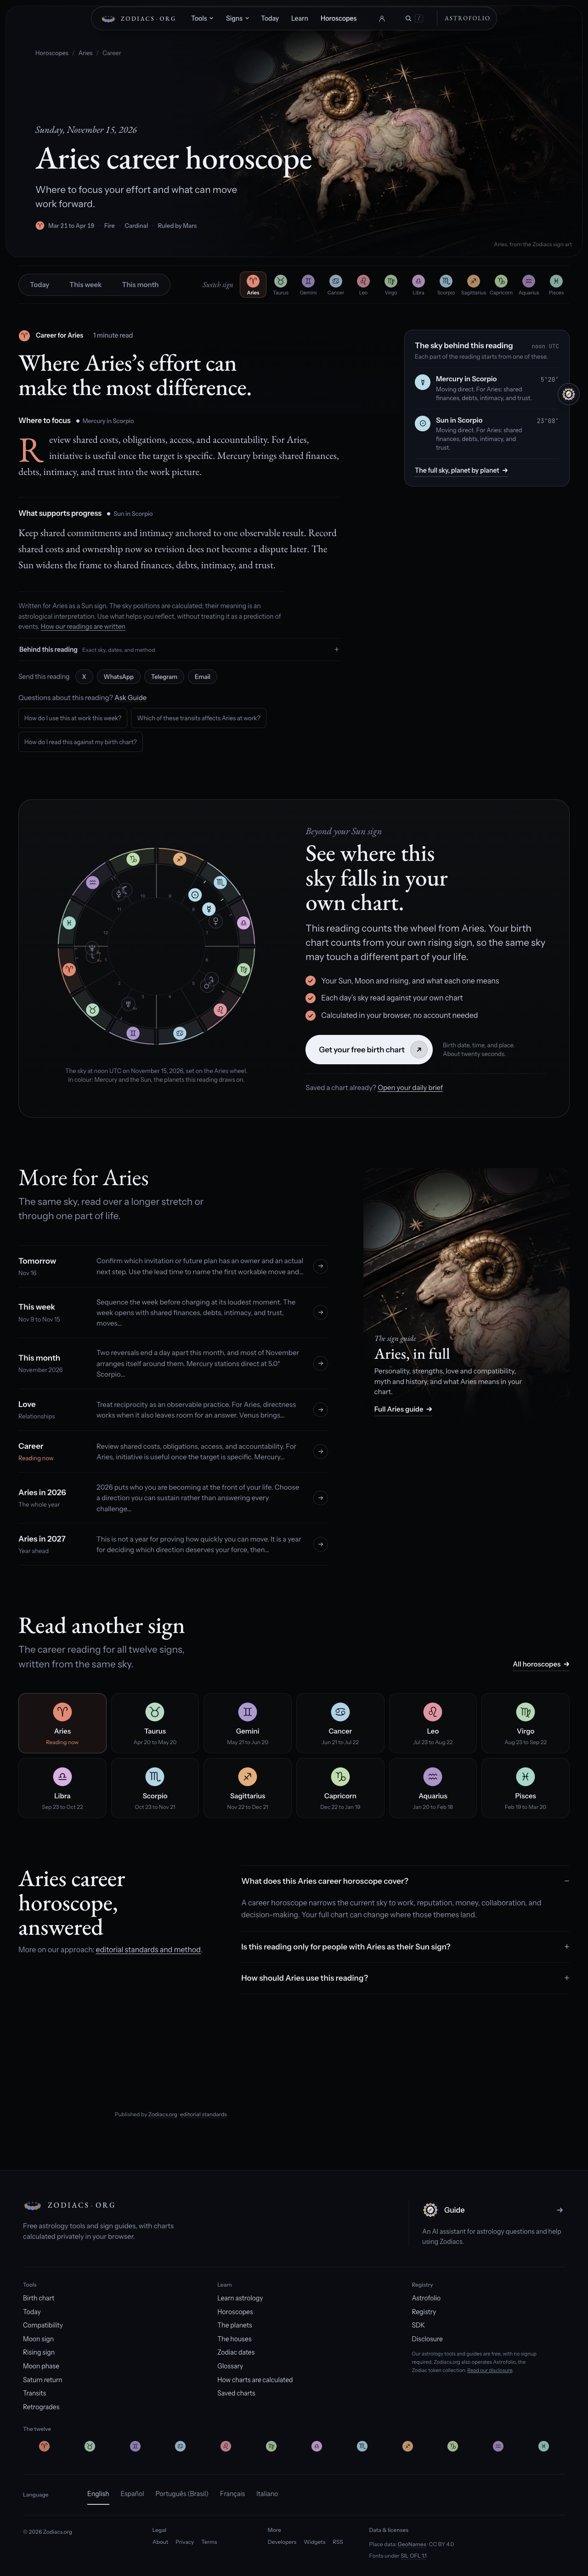 ZODIACS·ORG
Tools
Signs
Today
Learn
Horoscopes
/
ASTROFOLIO
Horoscopes / Aries / Career
Sunday, November 15, 2026
Aries career horoscope
Where to focus your effort and what can move
work forward.
Mar 21 to Apr 19 · Fire · Cardinal · Ruled by Mars
Aries, from the Zodiacs sign art
Today
This week
This month
Switch sign
Aries
Taurus
Gemini
Cancer
Leo
Virgo
Libra
Scorpio
Sagittarius
Capricorn
Aquarius
Pisces
Career for Aries · 1 minute read
Where Aries’s effort can
make the most difference.
Where to focus
Mercury in Scorpio
Review shared costs, obligations, access, and accountability. For Aries,
initiative is useful once the target is specific. Mercury brings shared finances,
debts, intimacy, and trust into the work picture.
What supports progress
Sun in Scorpio
Keep shared commitments and intimacy anchored to one observable result. Record
shared costs and ownership now so revision does not become a dispute later. The
Sun widens the frame to shared finances, debts, intimacy, and trust.
Written for Aries as a Sun sign. The sky positions are calculated; their meaning is an
astrological interpretation. Use what helps you reflect, without treating it as a prediction of
events. How our readings are written
Behind this reading Exact sky, dates, and method +
Send this reading
X
WhatsApp
Telegram
Email
Questions about this reading? Ask Guide
How do I use this at work this week?
Which of these transits affects Aries at work?
How do I read this against my birth chart?
The sky behind this reading
noon UTC
Each part of the reading starts from one of these.
Mercury in Scorpio
5°20'
Moving direct. For Aries: shared
finances, debts, intimacy, and trust.
Sun in Scorpio
23°08'
Moving direct. For Aries: shared
finances, debts, intimacy, and
trust.
The full sky, planet by planet →
The sky at noon UTC on November 15, 2026, set on the Aries wheel.
In colour: Mercury and the Sun, the planets this reading draws on.
Beyond your Sun sign
See where this
sky falls in your
own chart.
This reading counts the wheel from Aries. Your birth
chart counts from your own rising sign, so the same sky
may touch a different part of your life.
Your Sun, Moon and rising, and what each one means
Each day’s sky read against your own chart
Calculated in your browser, no account needed
Get your free birth chart
Birth date, time, and place.
About twenty seconds.
Saved a chart already? Open your daily brief
More for Aries
The same sky, read over a longer stretch or
through one part of life.
Tomorrow
Nov 16
Confirm which invitation or future plan has an owner and an actual
next step. Use the lead time to name the first workable move and...
This week
Nov 9 to Nov 15
Sequence the week before charging at its loudest moment. The
week opens with shared finances, debts, intimacy, and trust,
moves...
This month
November 2026
Two reversals end a day apart this month, and most of November
arranges itself around them. Mercury stations direct at 5.0°
Scorpio...
Love
Relationships
Treat reciprocity as an observable practice. For Aries, directness
works when it also leaves room for an answer. Venus brings...
Career
Reading now
Review shared costs, obligations, access, and accountability. For
Aries, initiative is useful once the target is specific. Mercury...
Aries in 2026
The whole year
2026 puts who you are becoming at the front of your life. Choose
a direction you can sustain rather than answering every
challenge...
Aries in 2027
Year ahead
This is not a year for proving how quickly you can move. It is a year
for deciding which direction deserves your force, then...
The sign guide
Aries, in full
Personality, strengths, love and compatibility,
myth and history, and what Aries means in your
chart.
Full Aries guide →
Read another sign
The career reading for all twelve signs,
written from the same sky.
All horoscopes →
Aries
Reading now
Taurus
Apr 20 to May 20
Gemini
May 21 to Jun 20
Cancer
Jun 21 to Jul 22
Leo
Jul 23 to Aug 22
Virgo
Aug 23 to Sep 22
Libra
Sep 23 to Oct 22
Scorpio
Oct 23 to Nov 21
Sagittarius
Nov 22 to Dec 21
Capricorn
Dec 22 to Jan 19
Aquarius
Jan 20 to Feb 18
Pisces
Feb 19 to Mar 20
Aries career
horoscope,
answered
More on our approach: editorial standards and method.
What does this Aries career horoscope cover? −
A career horoscope narrows the current sky to work, reputation, money, collaboration, and
decision-making. Your full chart can change where those themes land.
Is this reading only for people with Aries as their Sun sign? +
How should Aries use this reading? +
Published by Zodiacs.org · editorial standards
ZODIACS·ORG
Free astrology tools and sign guides, with charts
calculated privately in your browser.
Guide →
An AI assistant for astrology questions and help
using Zodiacs.
Tools
Birth chart
Today
Compatibility
Moon sign
Rising sign
Moon phase
Saturn return
Transits
Retrogrades
Learn
Learn astrology
Horoscopes
The planets
The houses
Zodiac dates
Glossary
How charts are calculated
Saved charts
Registry
Astrofolio
Registry
SDK
Disclosure
Our astrology tools and guides are free, with no signup
required. Zodiacs.org also operates Astrofolio, the
Zodiac token collection. Read our disclosure.
The twelve
Language
English
Español
Português (Brasil)
Français
Italiano
© 2026 Zodiacs.org
Legal
About
Privacy
Terms
More
Developers
Widgets
RSS
Data & licenses
Place data: GeoNames · CC BY 4.0
Fonts under SIL OFL 1.1